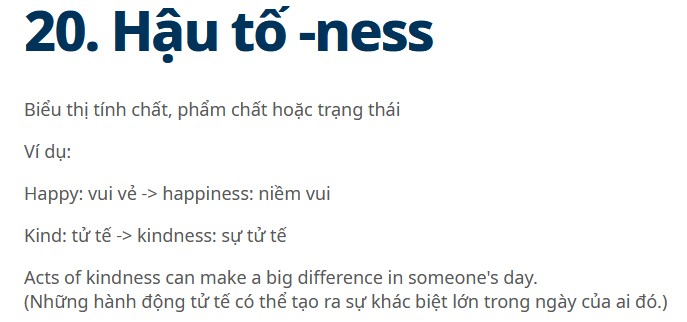 20. Hậu tố -ness
Biểu thị tính chất, phẩm chất hoặc trạng thái
Ví dụ:
Happy: vui vẻ -> happiness: niềm vui
Kind: tử tế -> kindness: sự tử tế
Acts of kindness can make a big difference in someone's day.
(Những hành động tử tế có thể tạo ra sự khác biệt lớn trong ngày của ai đó.)